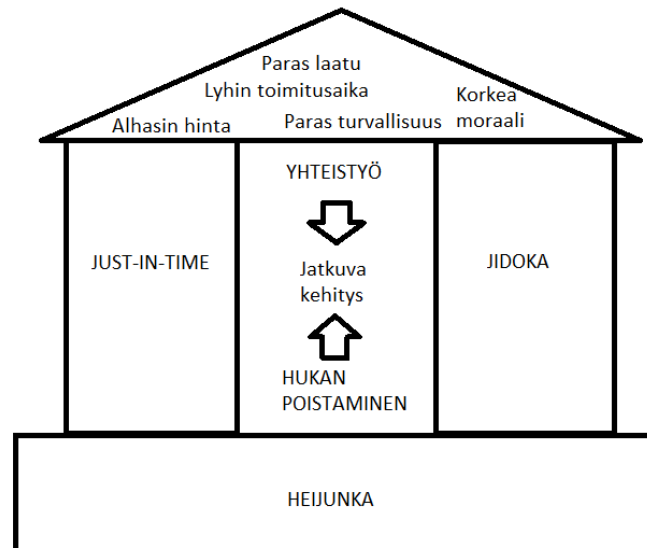 Paras laatu
Lyhin toimitusaika
Korkea
moraali
Alhasin hinta
Paras turvallisuus
YHTEISTYÖ
JUST-IN-TIME
Jatkuva
kehitys
JIDOKA
HUKAN
POISTAMINEN
HEIJUNKA